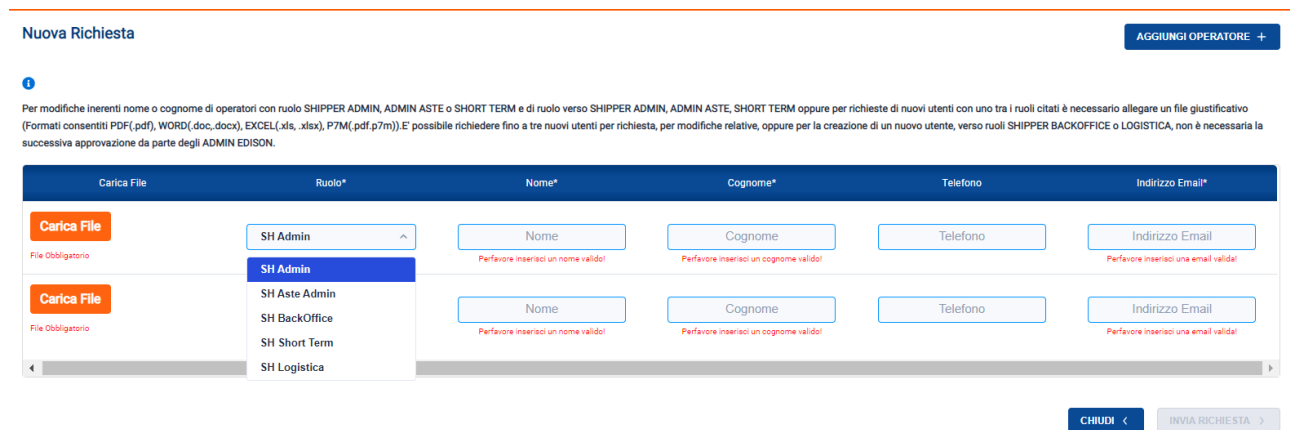 Nuova Richiesta
AGGIUNGI OPERATORE +
Per modifiche inerenti nome o cognome di operatori con ruolo SHIPPER ADMIN, ADMIN ASTE o SHORT TERM e di ruolo verso SHIPPER ADMIN, ADMIN ASTE, SHORT TERM oppure per richieste di nuovi utenti con uno tra i ruoli citati è necessario allegare un file giustificativo
(Formati consentiti PDF(.pdf), WORD(.doc,.docx), EXCEL(.xls, .xlsx), P7M(.pdf.p7m)).E' possibile richiedere fino a tre nuovi utenti per richiesta, per modifiche relative, oppure per la creazione di un nuovo utente, verso ruoli SHIPPER BACKOFFICE o LOGISTICA, non è necessaria la
successiva approvazione da parte degli ADMIN EDISON.
Carica File Ruolo* Nome* Cognome* Telefono Indirizzo Email*
Carica File SH Admin Nome Cognome Telefono Indirizzo Email
File Obbligatorio Perfavore inserisci un nome valido! Perfavore inserisci un cognome valido! Perfavore inserisci una email valida!
SH Admin
SH Aste Admin
SH BackOffice
SH Short Term
SH Logistica
Carica File Nome Cognome Telefono Indirizzo Email
File Obbligatorio Perfavore inserisci un nome valido! Perfavore inserisci un cognome valido! Perfavore inserisci una email valida!
CHIUDI < INVIA RICHIESTA >